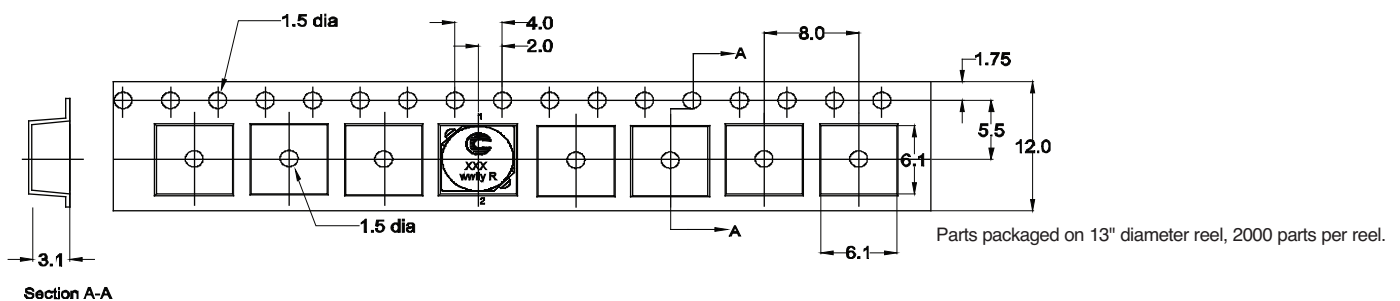 1.5 dia
4.0
2.0
A
8.0
1.75
5.5
12.0
1
XXX
wwlly R
2
6.1
1.5 dia
A
6.1
3.1
Parts packaged on 13" diameter reel, 2000 parts per reel.
Section A-A